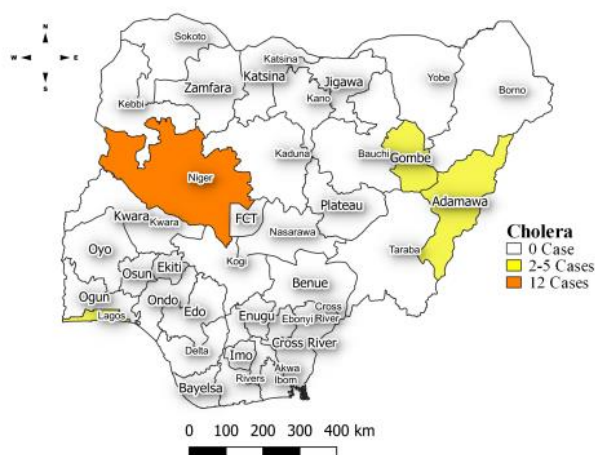 N
W E
S
Sokoto
Katsina
Zamfara
Katsina
Jigawa
Yobe
Borno
Kebbi
Kano
Kaduna
Bauchi
Gombe
Niger
Adamawa
Kwara
Kwara
FCT
Plateau
Nasarawa
Taraba
Oyo
Kogi
Osun
Ekiti
Benue
Ogun
Lagos
Ondo
Edo
Enugu
Ebonyi
Cross
River
Cross River
Delta
Imo
Bayelsa
Rivers
Akwa
Ibom
Cholera
0 Case
2-5 Cases
12 Cases
0 100 200 300 400 km